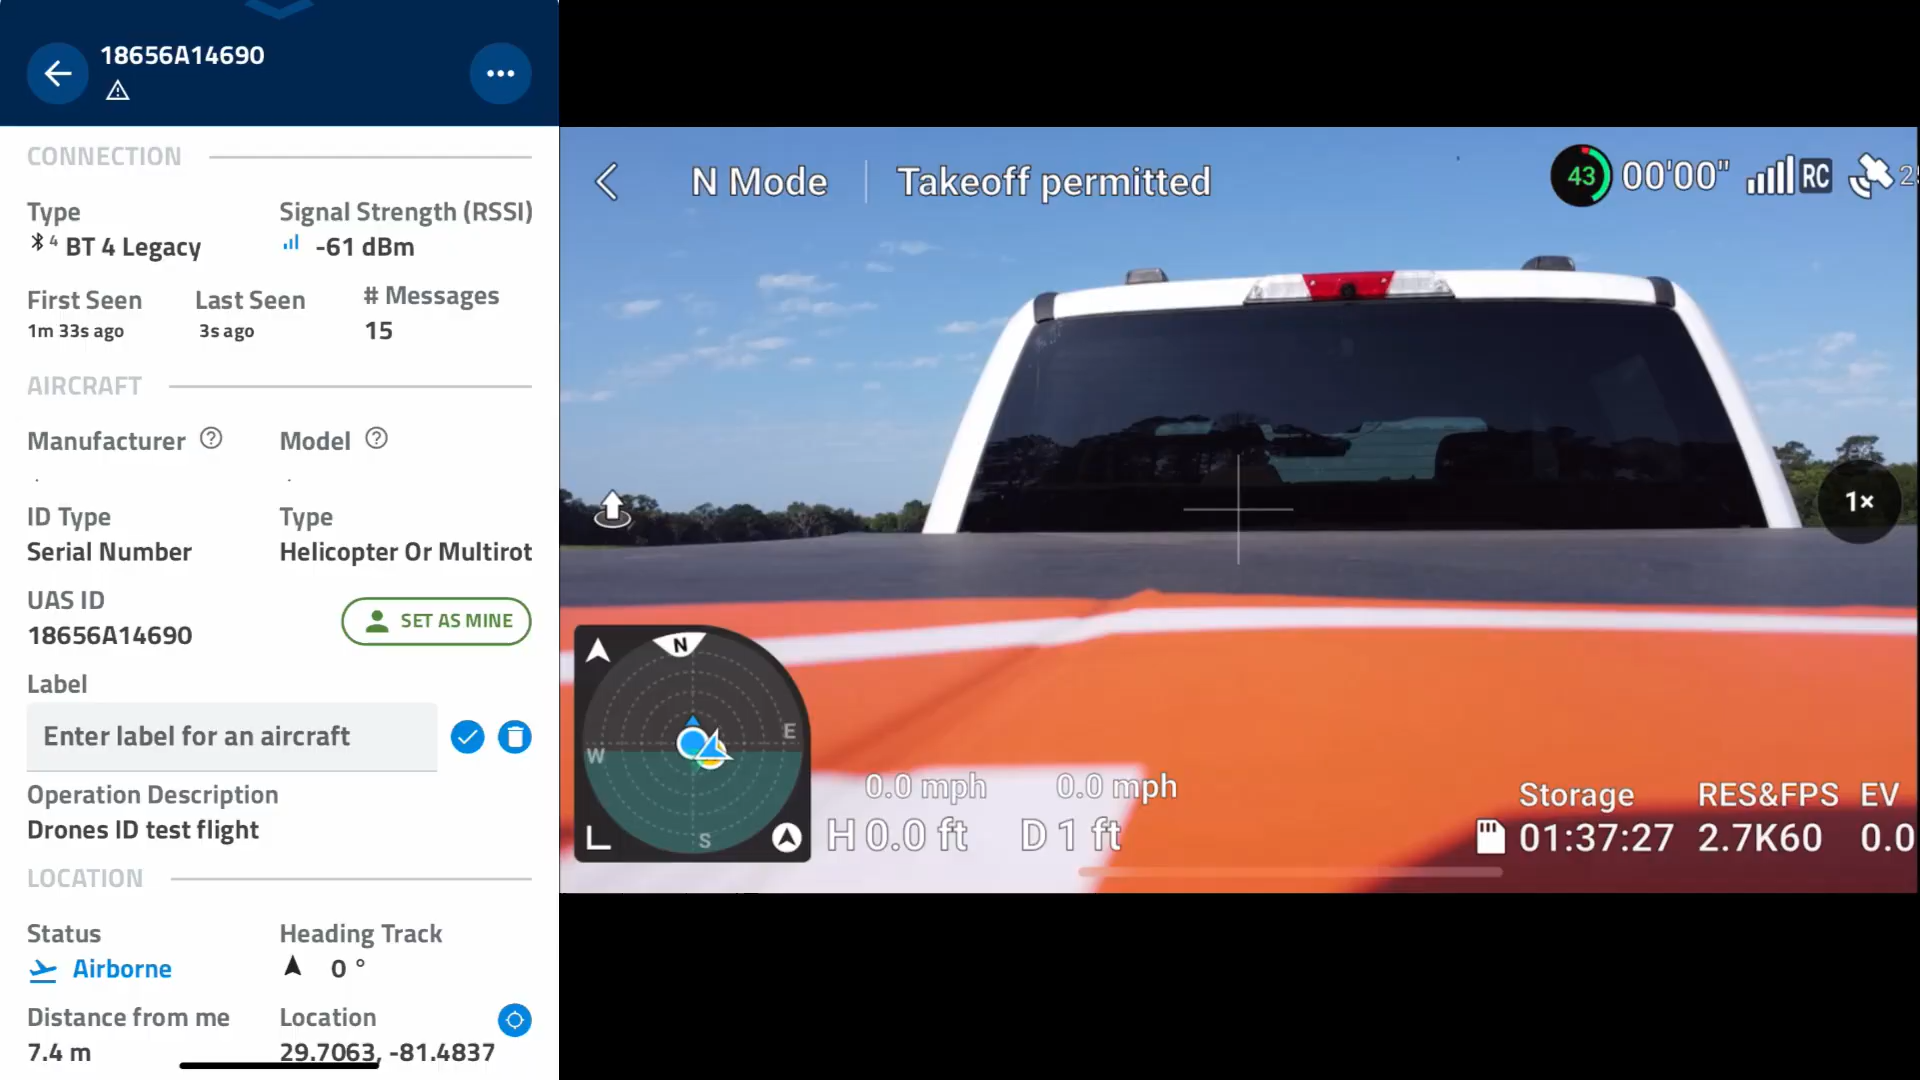 18656A14690
CONNECTION
Type
Signal Strength (RSSI)
4 BT 4 Legacy
-61 dBm
First Seen
Last Seen
# Messages
1m 33s ago
3s ago
15
AIRCRAFT
Manufacturer ?
Model ?
.
.
ID Type
Type
Serial Number
Helicopter Or Multirot
UAS ID
18656A14690
SET AS MINE
Label
Enter label for an aircraft
Operation Description
Drones ID test flight
LOCATION
Status
Heading Track
Airborne
0 °
Distance from me
Location
7.4 m
29.7063, -81.4837
N Mode
Takeoff permitted
43
00'00"
RC
1×
N
E
W
S
0.0 mph
0.0 mph
H 0.0 ft
D 1 ft
Storage
RES&FPS
EV
01:37:27
2.7K60
0.0